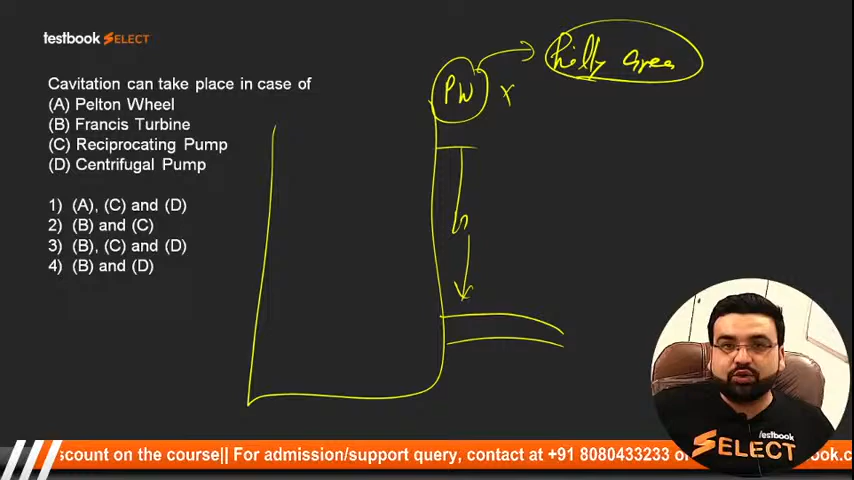 testbook SELECT
Cavitation can take place in case of
(A) Pelton Wheel
(B) Francis Turbine
(C) Reciprocating Pump
(D) Centrifugal Pump
1) (A), (C) and (D)
2) (B) and (C)
3) (B), (C) and (D)
4) (B) and (D)
PW
x
hilly area
h
testbook
SELECT
scount on the course|| For admission/support query, contact at +91 8080433233 o
ook.c